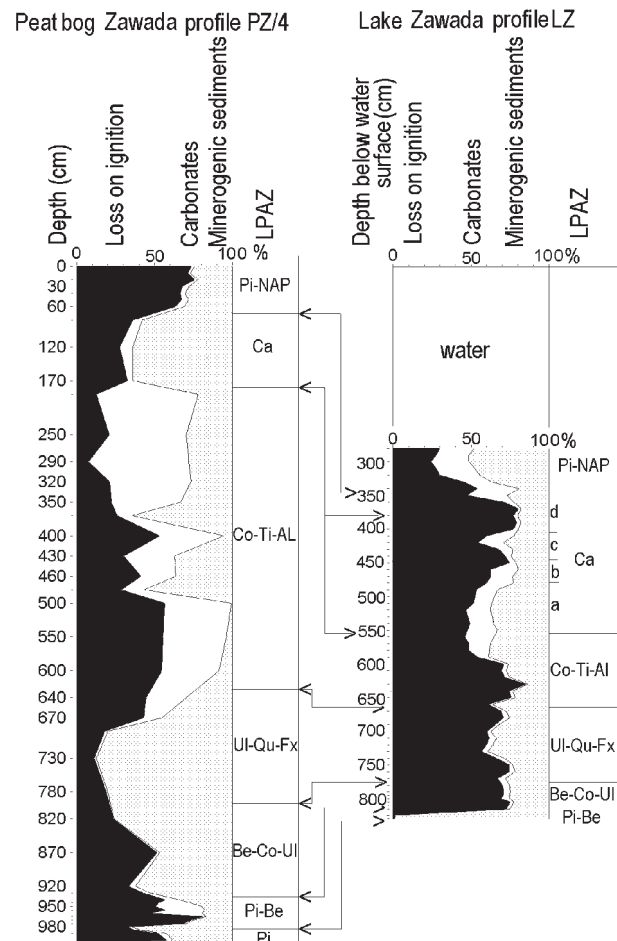 Peat bog Zawada profile PZ/4
Lake Zawada profile LZ
Depth (cm)
Loss on ignition
Carbonates
Minerogenic sediments
LPAZ
Depth below water
surface (cm)
Loss on ignition
Carbonates
Minerogenic sediments
LPAZ
0 50 100 %
0
30
60
120
170
250
290
320
350
400
430
460
500
550
600
640
670
730
780
820
870
920
950
980
Pi-NAP
Ca
Co-Ti-AL
Ul-Qu-Fx
Be-Co-Ul
Pi-Be
Pi
0 50 100%
water
0 50 100%
300
350
400
450
500
550
600
650
700
750
800
Pi-NAP
d
c
Ca
b
a
Co-Ti-Al
Ul-Qu-Fx
Be-Co-Ul
Pi-Be